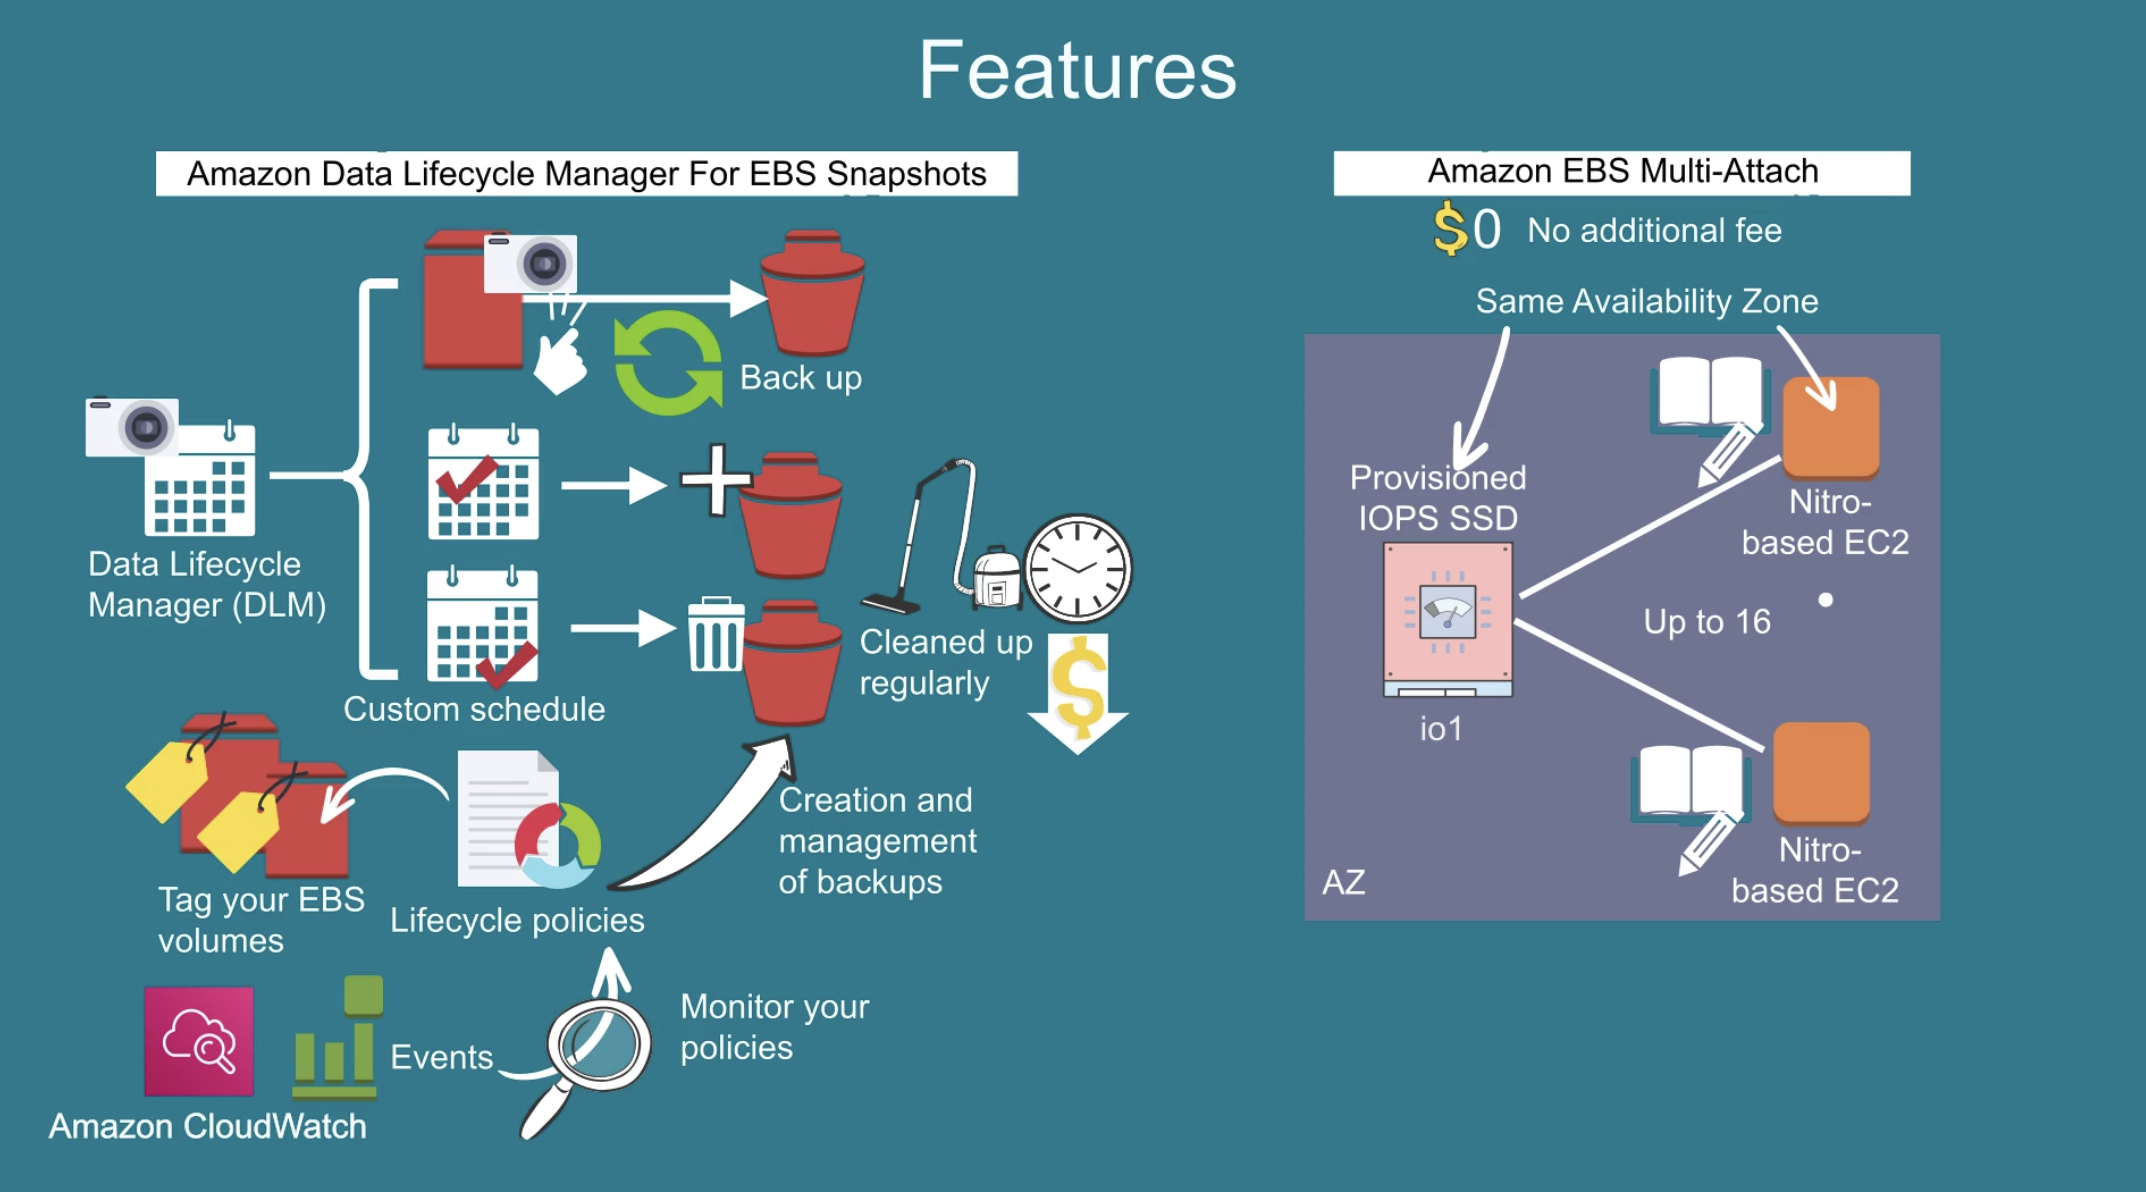 Features
Amazon Data Lifecycle Manager For EBS Snapshots
Back up
Data Lifecycle
Manager (DLM)
Custom schedule
Cleaned up
regularly
$
Tag your EBS
volumes
Lifecycle policies
Creation and
management
of backups
Amazon CloudWatch
Events
Monitor your
policies
Amazon EBS Multi-Attach
$0 No additional fee
Same Availability Zone
Provisioned
IOPS SSD
io1
Nitro-
based EC2
Up to 16
Nitro-
based EC2
AZ